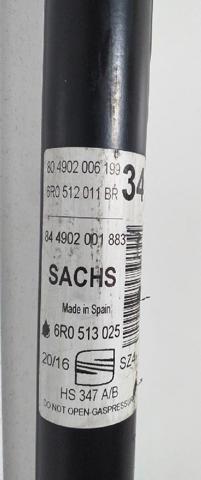 80 4902 006 199
6R0 512 011 BR 34
84 4902 001 883
SACHS
Made in Spain
6R0 513 025
20/16
HS 347 A/B
DO NOT OPEN-GASPRESS